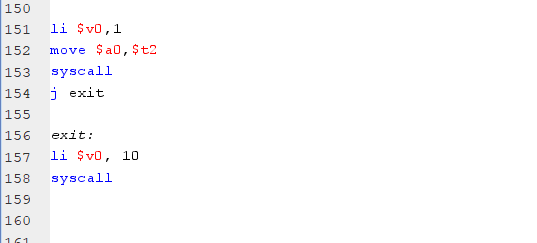 150
151 li $v0,1
152 move $a0,$t2
153 syscall
154 j exit
155
156 exit:
157 li $v0, 10
158 syscall
159
160
161